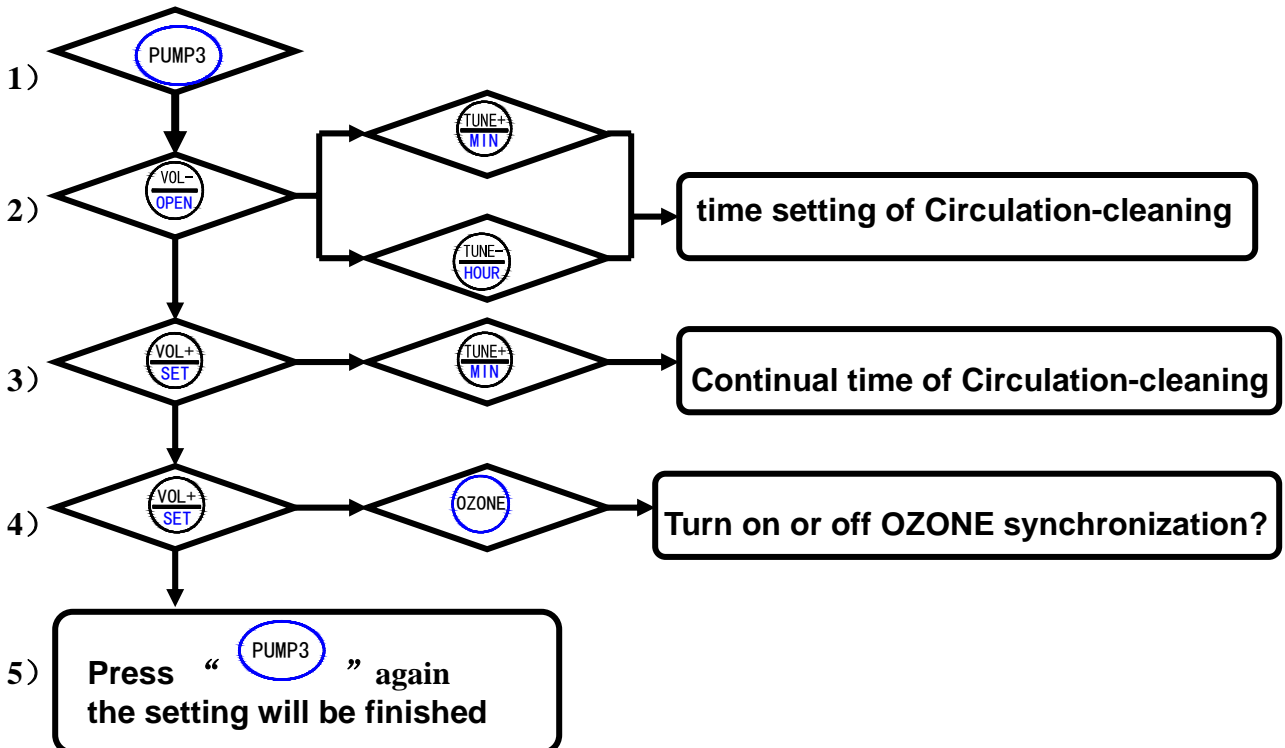 1）
PUMP3
2）
VOL-
OPEN
TUNE+
MIN
TUNE-
HOUR
time setting of Circulation-cleaning
3）
VOL+
SET
TUNE+
MIN
Continual time of Circulation-cleaning
4）
VOL+
SET
OZONE
Turn on or off OZONE synchronization?
5）
Press “ PUMP3 ” again
the setting will be finished